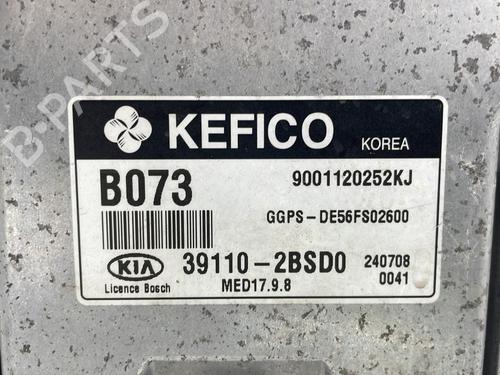 B-PARTS
KEFICO KOREA
B073 9001120252KJ
GGPS-DE56FS02600
KIA 39110-2BSD0 240708
Licence Bosch MED17.9.8 0041